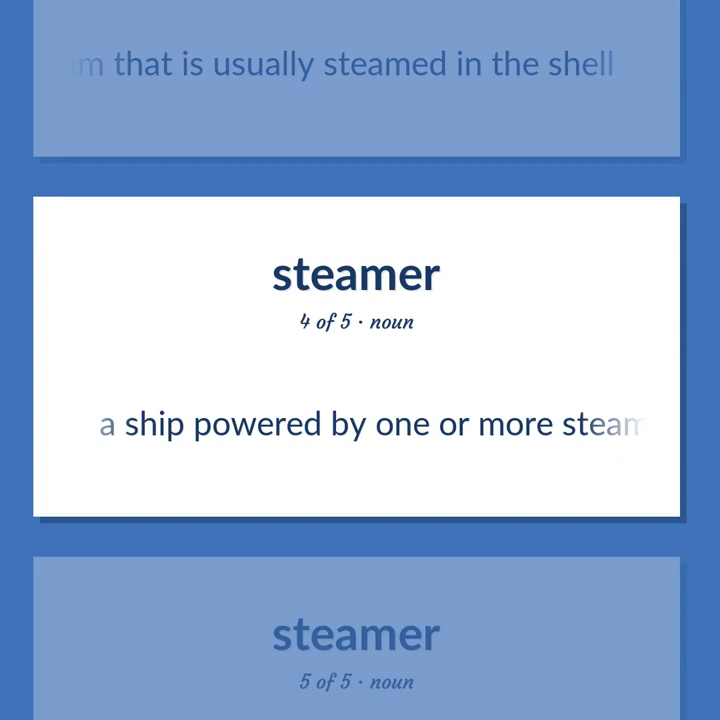 that is usually steamed in the shell
steamer
4 of 5 · noun
a ship powered by one or more steam
steamer
5 of 5 · noun